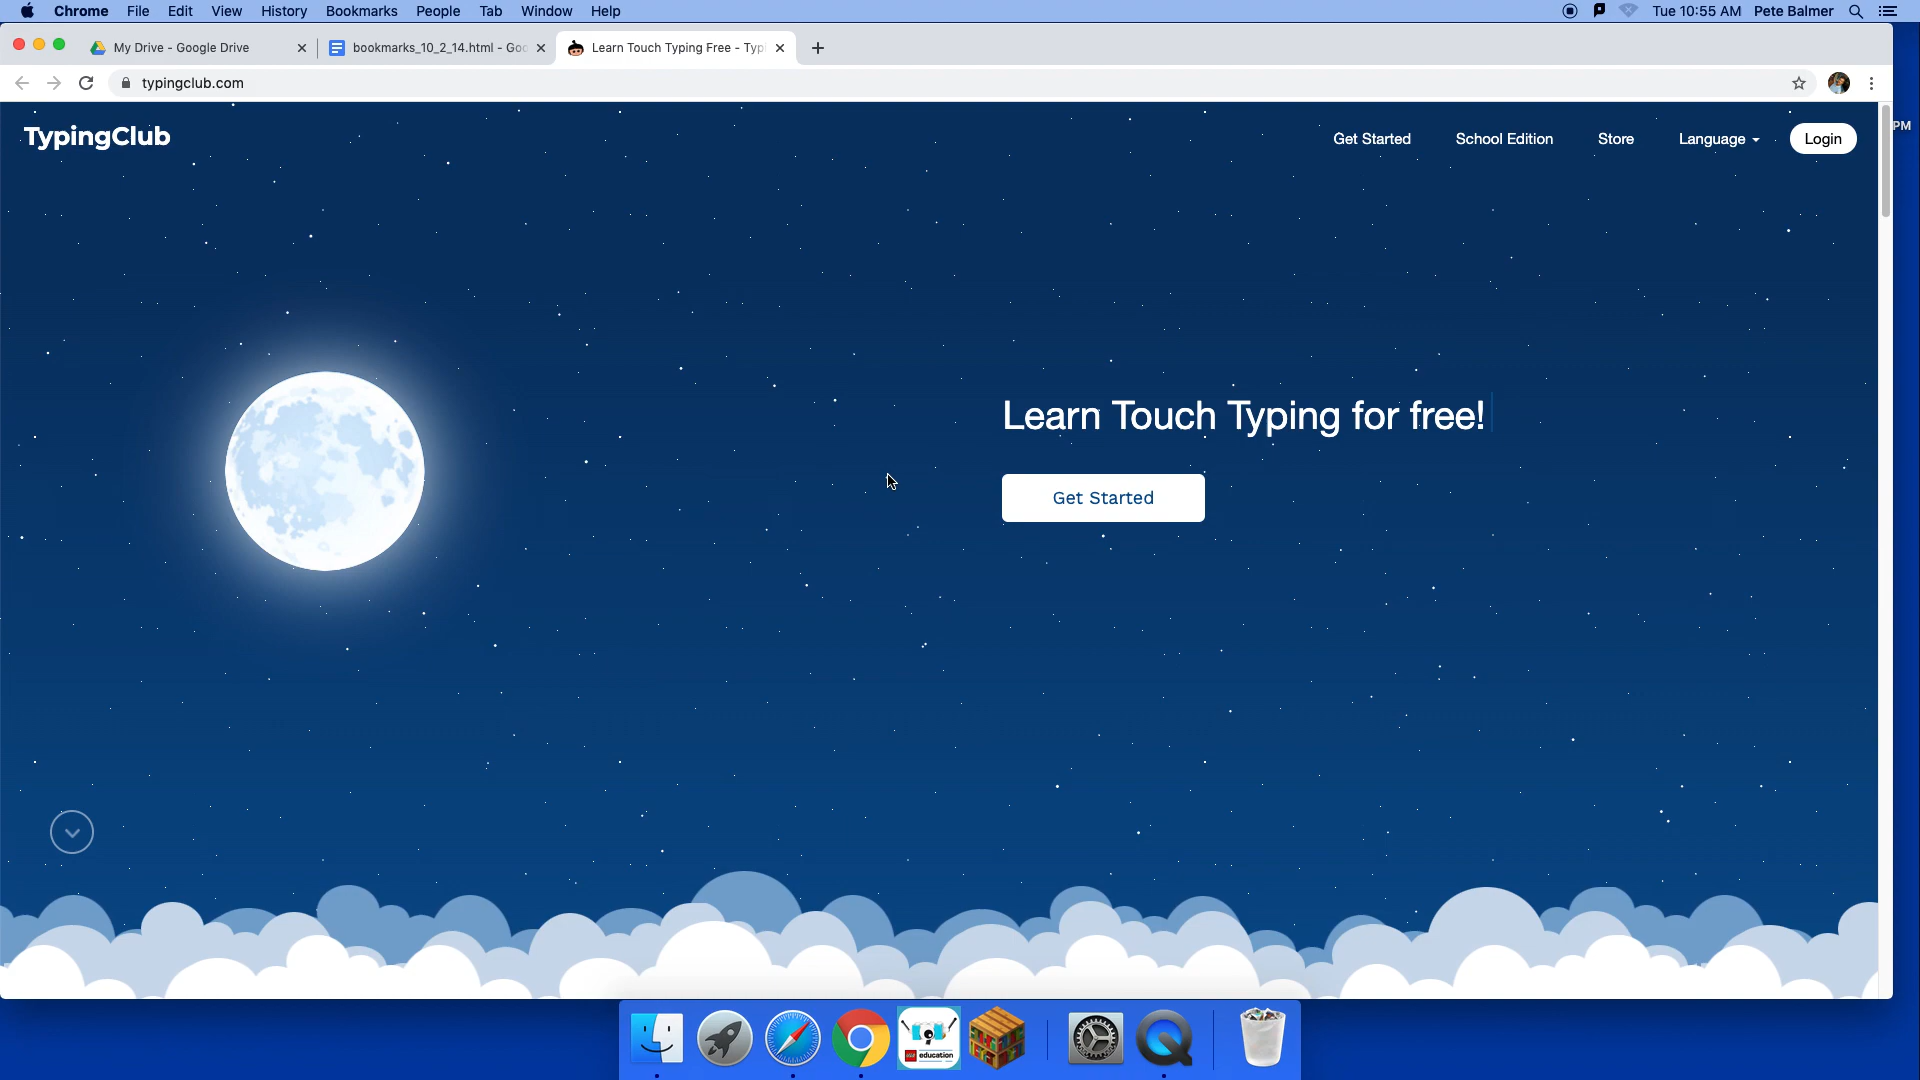 Chrome File Edit View History Bookmarks People Tab Window Help Tue 10:55 AM Pete Balmer
My Drive - Google Drive bookmarks_10_2_14.html - Goo Learn Touch Typing Free - Typi
typingclub.com
PM
TypingClub Get Started School Edition Store Language Login
Learn Touch Typing for free!
Get Started
education